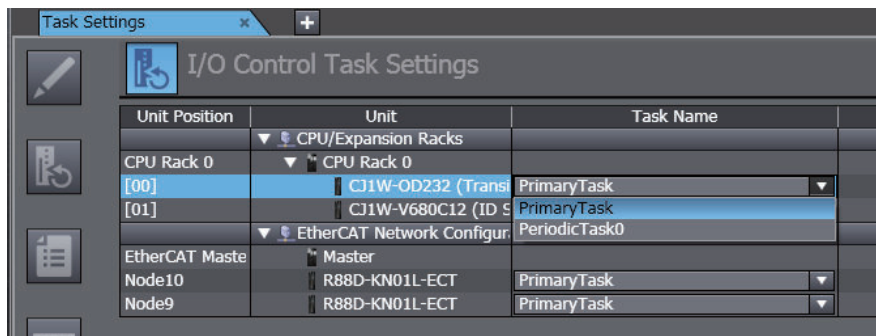 Task Settings × +
I/O Control Task Settings
Unit Position Unit Task Name
▼ CPU/Expansion Racks
CPU Rack 0 ▼ CPU Rack 0
[00] CJ1W-OD232 (Transi PrimaryTask ▼
[01] CJ1W-V680C12 (ID S PrimaryTask
▼ EtherCAT Network Configur. PeriodicTask0
EtherCAT Maste Master
Node10 R88D-KN01L-ECT PrimaryTask ▼
Node9 R88D-KN01L-ECT PrimaryTask ▼